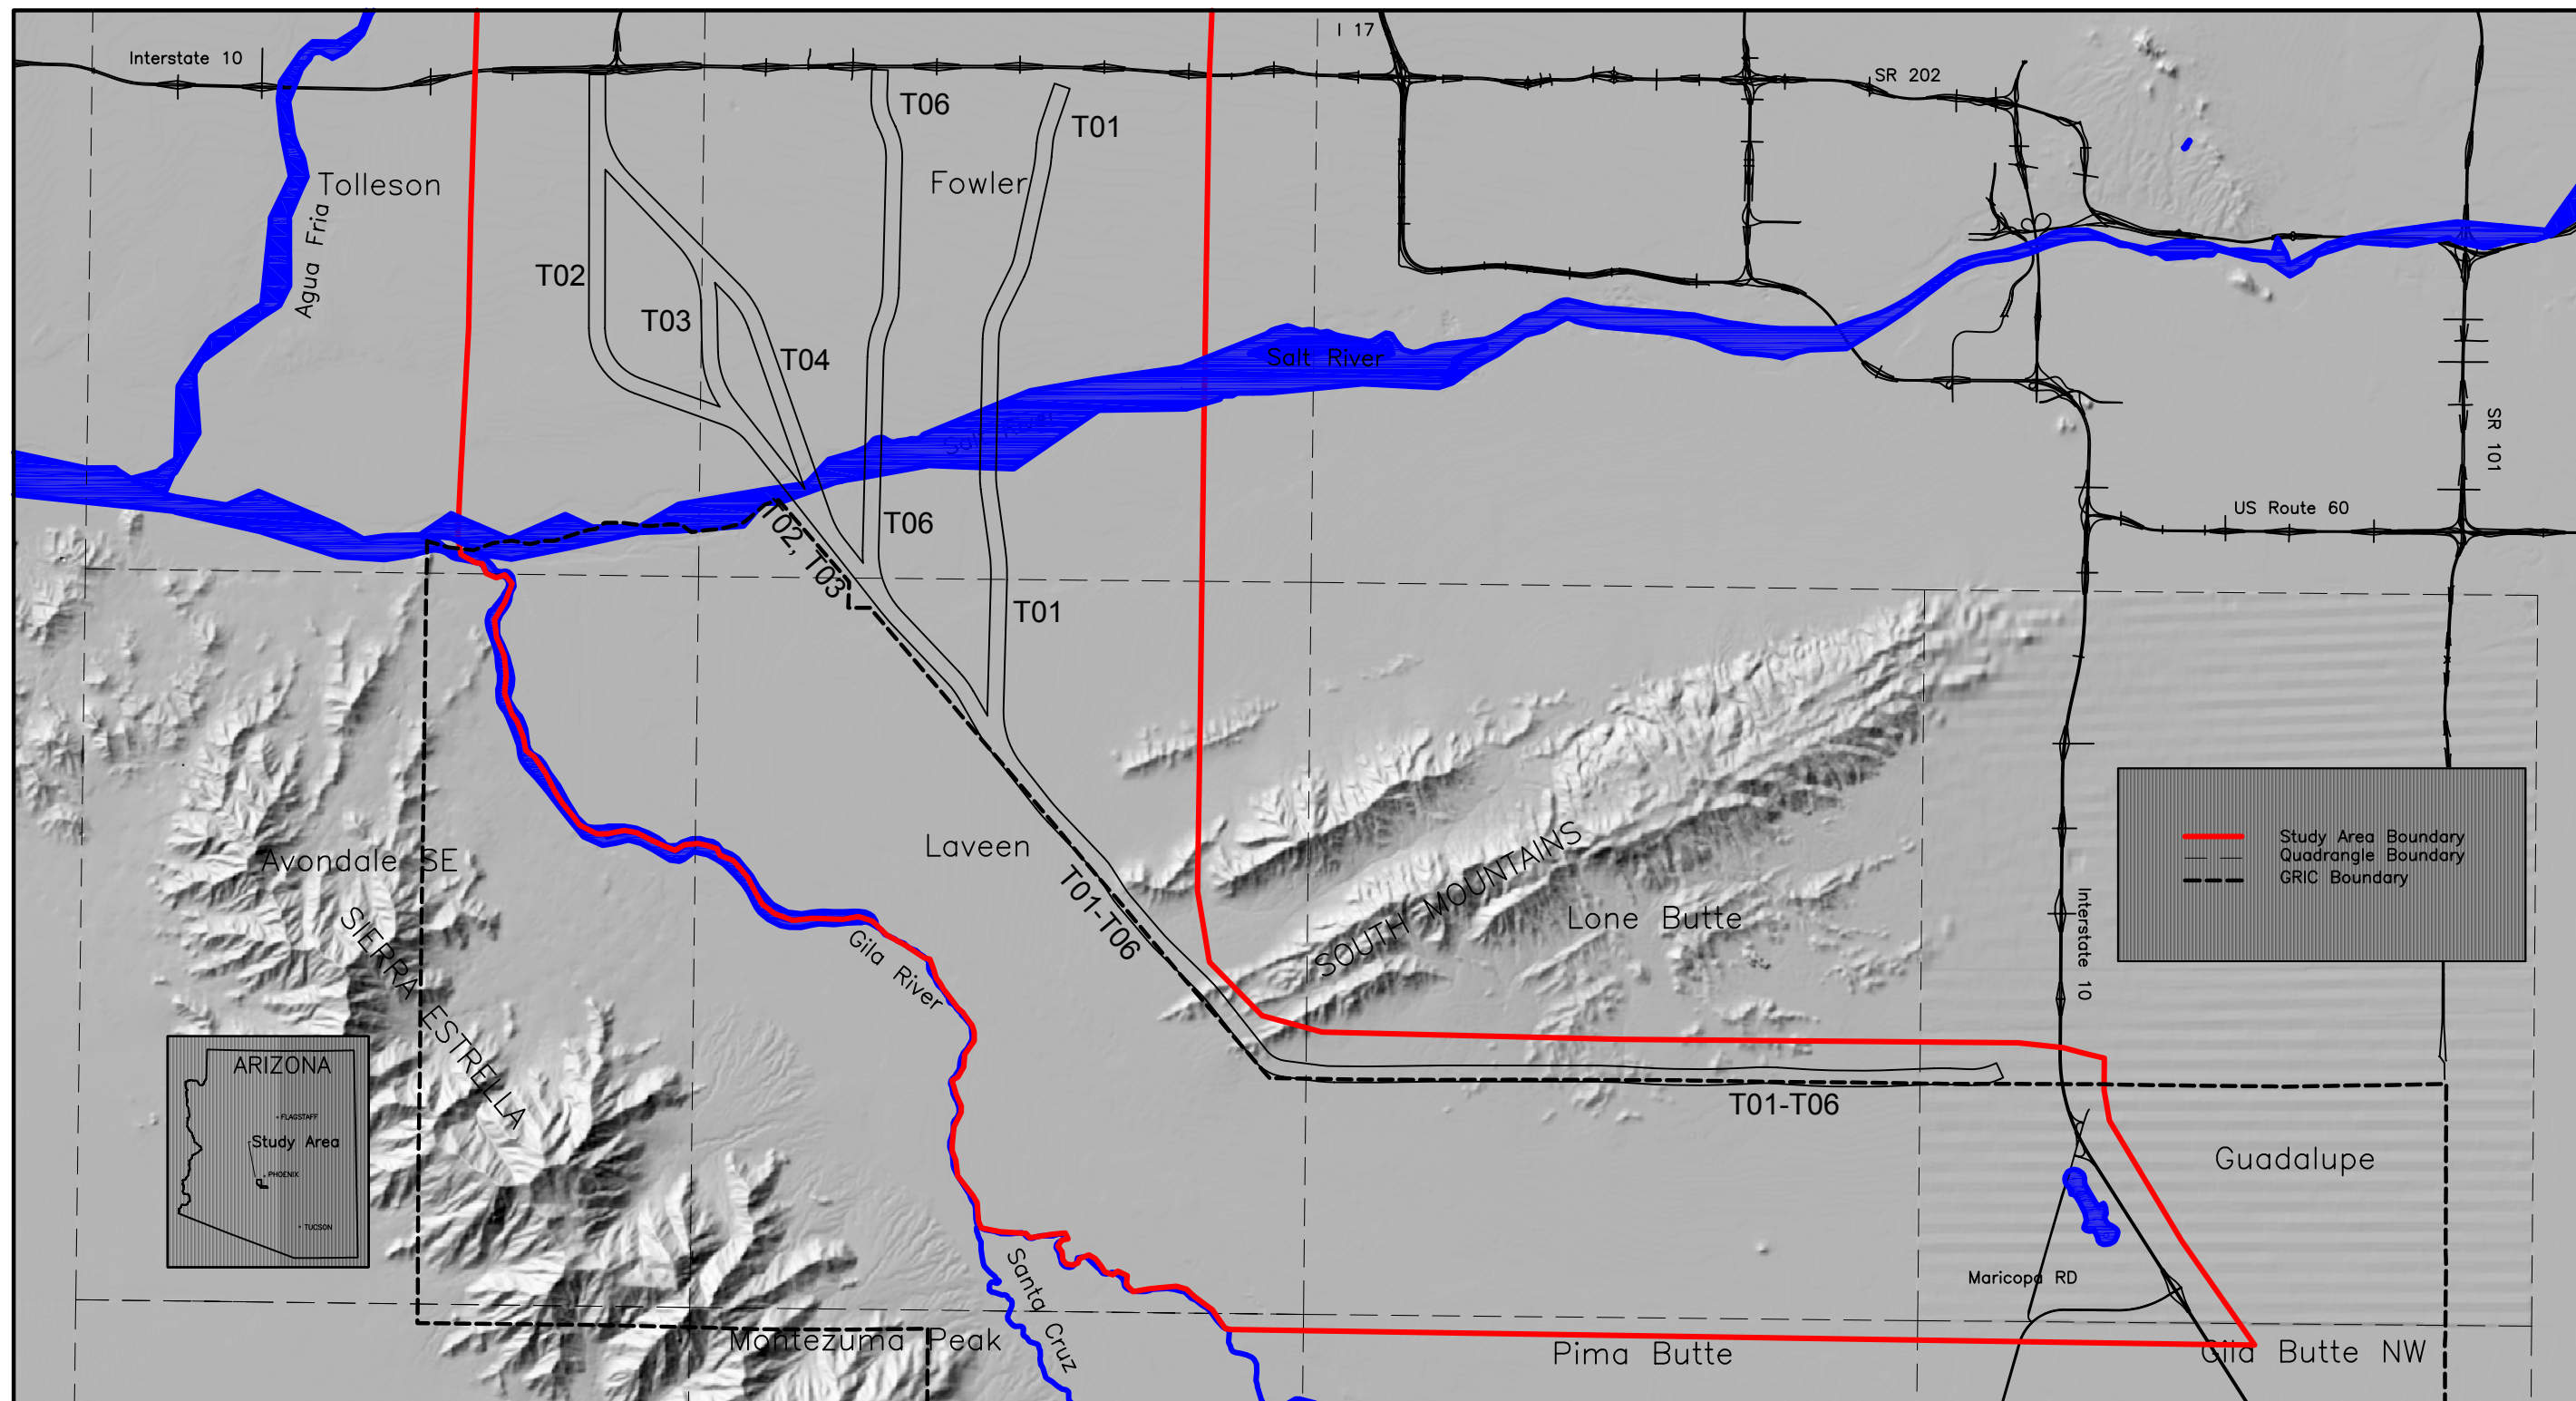 I 17
Interstate 10
SR 202
T06
T01
Tolleson
Fowler
Agua Fria
T02
T03
T04
Salt River
Salt River
SR 101
US Route 60
T06
T02, T03
T01
Study Area Boundary
Quadrangle Boundary
GRIC Boundary
Laveen
Avondale SE
SOUTH MOUNTAINS
T01-T06
Lone Butte
Interstate 10
SIERRA ESTRELLA
Gila River
ARIZONA
FLAGSTAFF
Study Area
PHOENIX
TUCSON
T01-T06
Guadalupe
Santa Cruz
Maricopa RD
Montezuma Peak
Pima Butte
Gila Butte NW